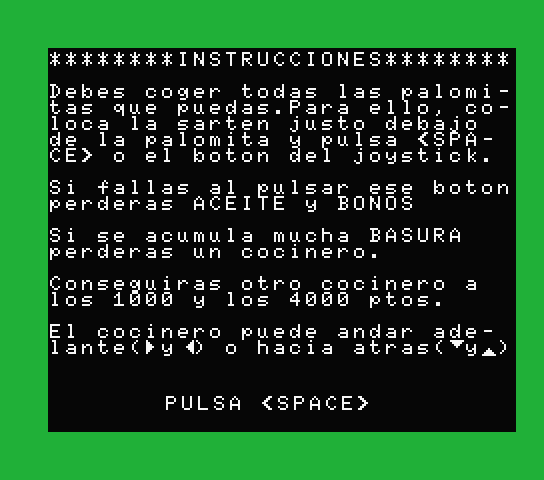 ********INSTRUCCIONES********
Debes coger todas las palomi-
tas que puedas.Para ello, co-
loca la sarten justo debajo
de la palomita y pulsa <SPA-
CE> o el boton del joystick.
Si fallas al pulsar ese boton
perderas ACEITE y BONOS
Si se acumula mucha BASURA
perderas un cocinero.
Conseguiras otro cocinero a
los 1000 y los 4000 ptos.
El cocinero puede andar ade-
lante(▶y ◀) o hacia atras(▼y▲)
PULSA <SPACE>